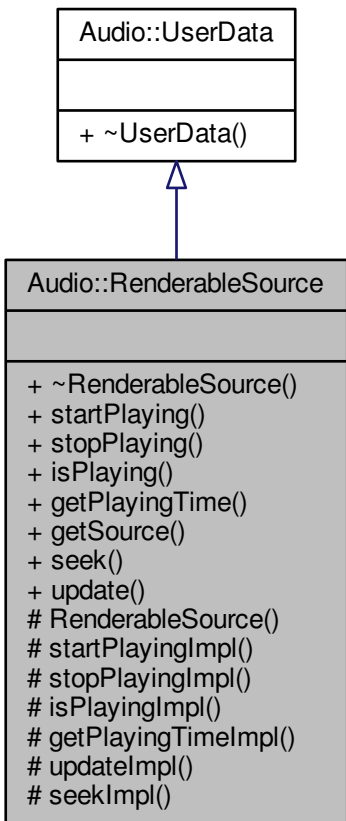 Audio::UserData
+ ~UserData()
Audio::RenderableSource
+ ~RenderableSource()
+ startPlaying()
+ stopPlaying()
+ isPlaying()
+ getPlayingTime()
+ getSource()
+ seek()
+ update()
# RenderableSource()
# startPlayingImpl()
# stopPlayingImpl()
# isPlayingImpl()
# getPlayingTimeImpl()
# updateImpl()
# seekImpl()